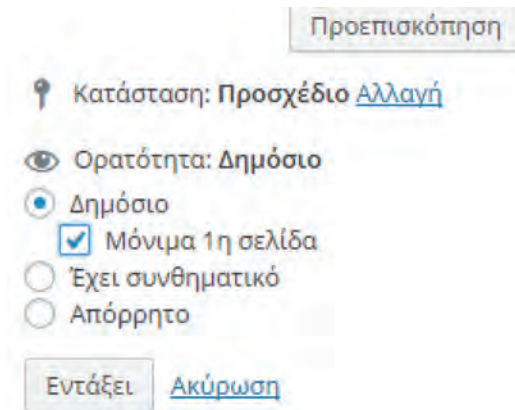 Προεπισκόπηση
Κατάσταση: Προσχέδιο Αλλαγή
Ορατότητα: Δημόσιο
Δημόσιο
Μόνιμα 1η σελίδα
Έχει συνθηματικό
Απόρρητο
Εντάξει Ακύρωση